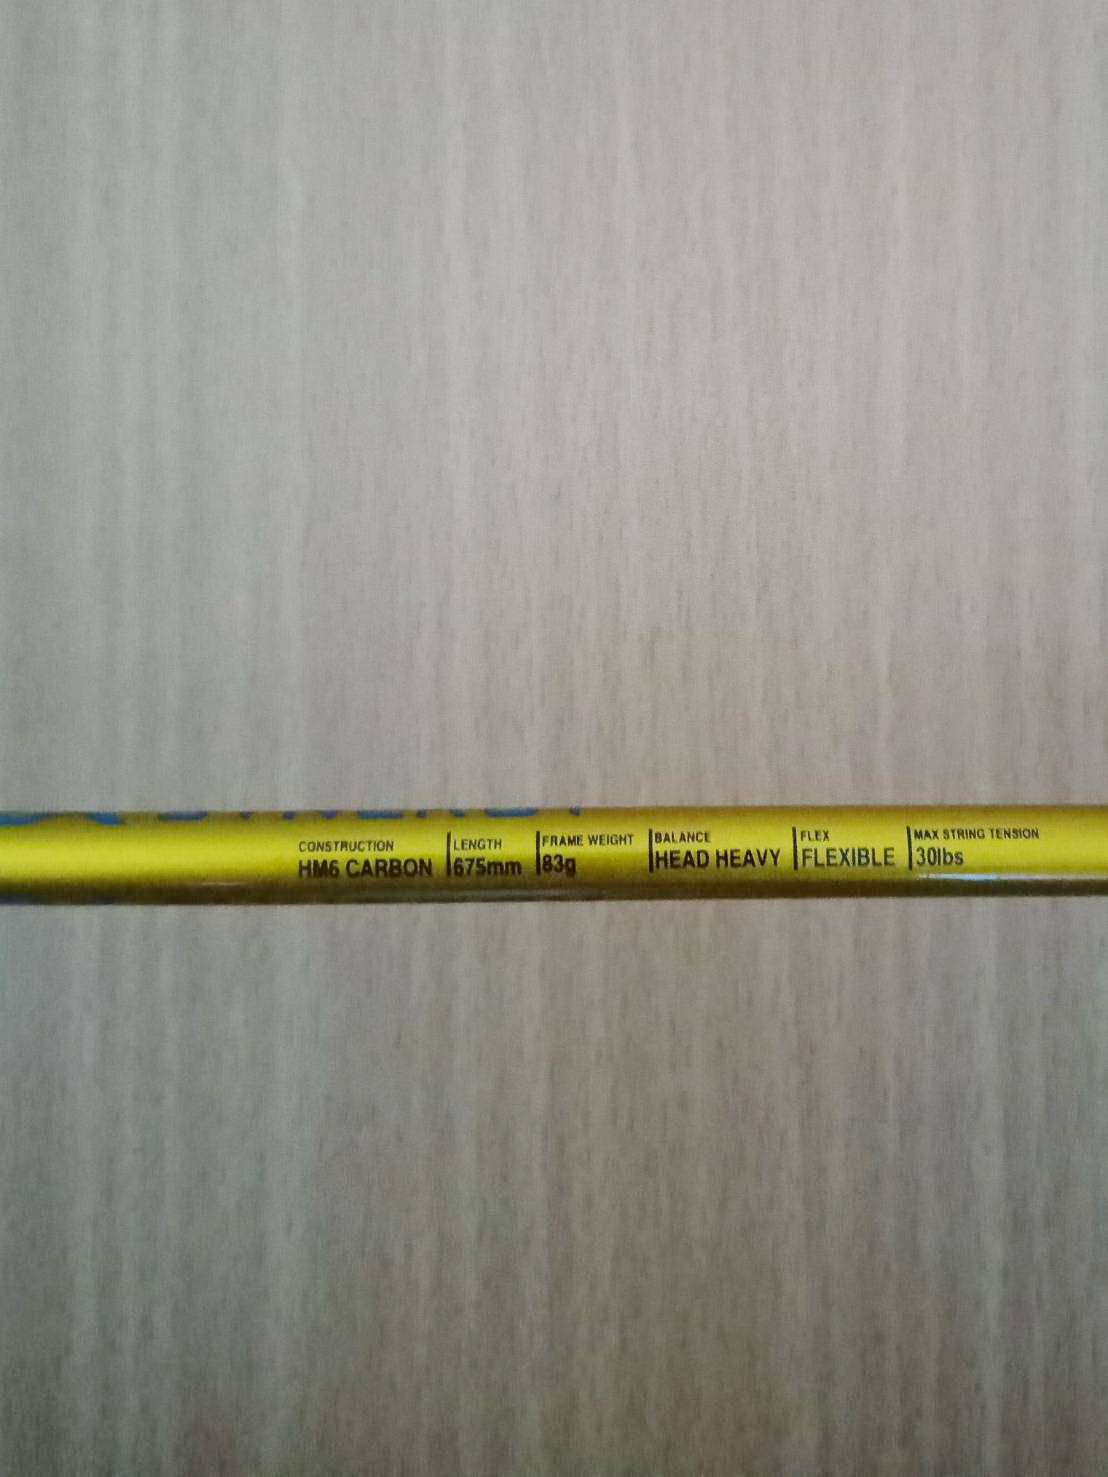 CONSTRUCTION
HM6 CARBON
LENGTH
675mm
FRAME WEIGHT
83g
BALANCE
HEAD HEAVY
FLEX
FLEXIBLE
MAX STRING TENSION
30lbs